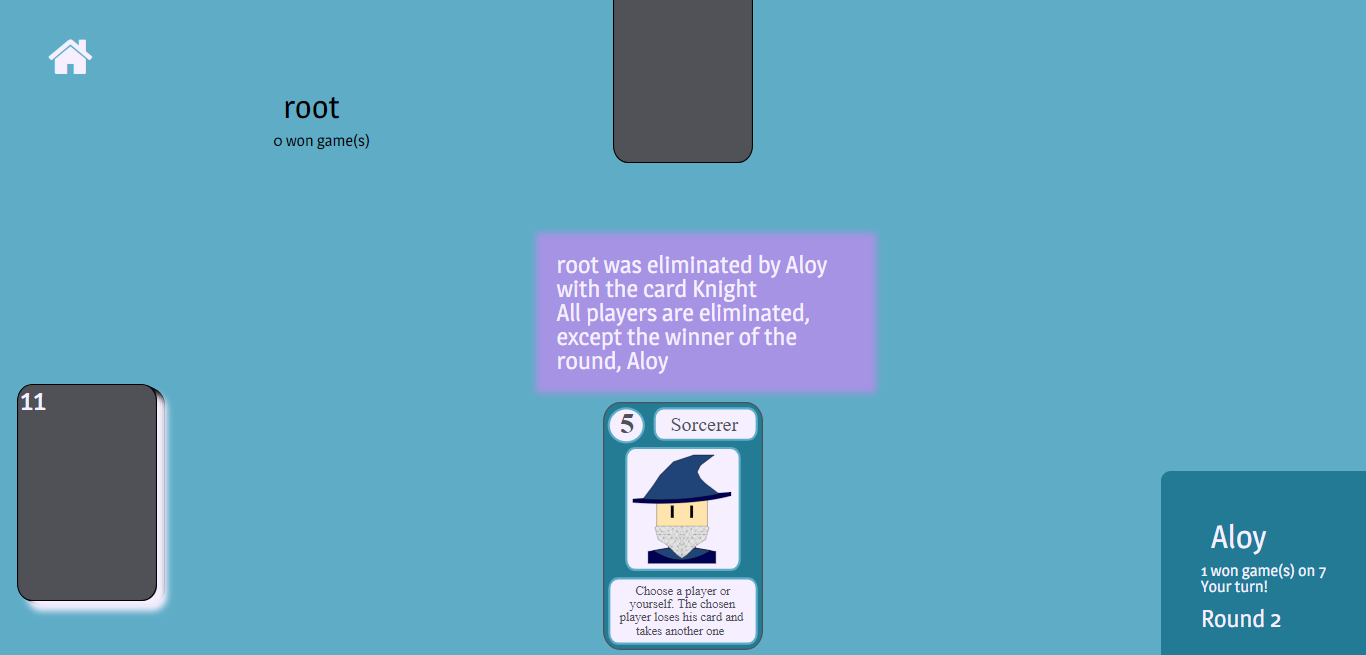 root
0 won game(s)
root was eliminated by Aloy
with the card Knight
All players are eliminated,
except the winner of the
round, Aloy
11
5
Sorcerer
Choose a player or
yourself. The chosen
player loses his card and
takes another one
Aloy
1 won game(s) on 7
Your turn!
Round 2